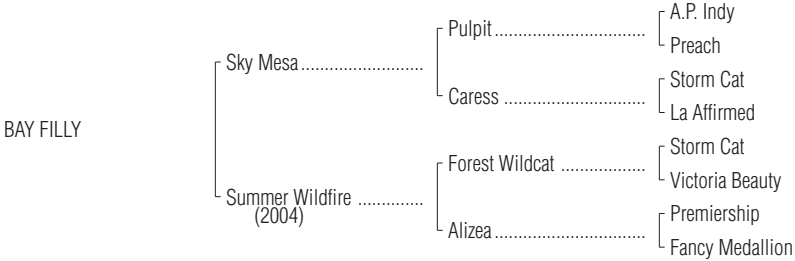 A.P. Indy
Pulpit..............................
Preach
Sky Mesa........................
Storm Cat
Caress ............................
La Affirmed
BAY FILLY
Storm Cat
Forest Wildcat .................
Victoria Beauty
Summer Wildfire .............
(2004)
Premiership
Alizea..............................
Fancy Medallion